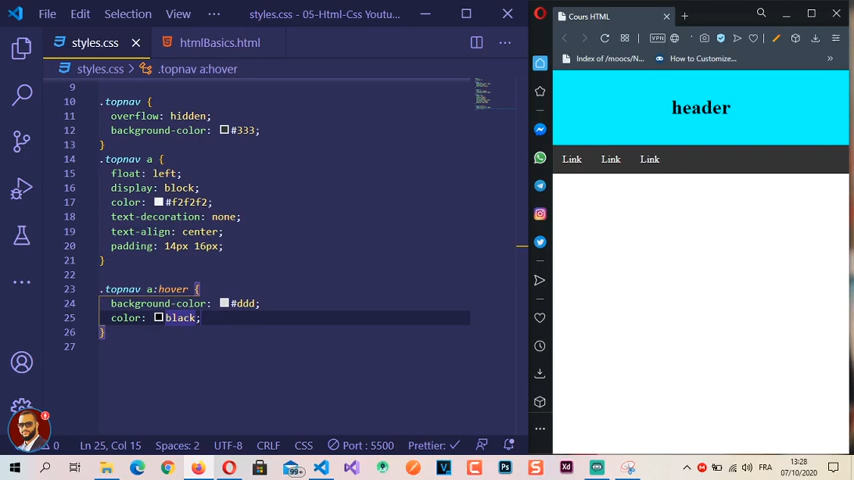 File Edit Selection View ··· styles.css - 05-Html-Css Youtu...
styles.css htmlBasics.html
styles.css > .topnav a:hover
9
10 .topnav {
11 overflow: hidden;
12 background-color: #333;
13 }
14 .topnav a {
15 float: left;
16 display: block;
17 color: #f2f2f2;
18 text-decoration: none;
19 text-align: center;
20 padding: 14px 16px;
21 }
22
23 .topnav a:hover {
24 background-color: #ddd;
25 color: black;
26 }
27
0 Ln 25, Col 15 Spaces: 2 UTF-8 CRLF CSS Port : 5500 Prettier: ✓
Cours HTML
VPN
Index of /moocs/N... How to Customize... »
header
Link Link Link
99+ FRA 13:28
07/10/2020